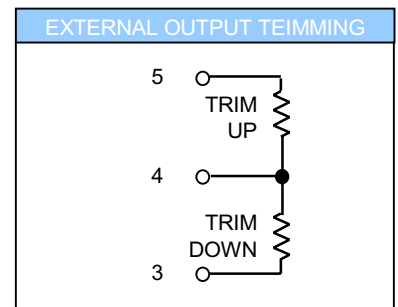 EXTERNAL OUTPUT TEIMMING
5
TRIM
UP
4
TRIM
DOWN
3